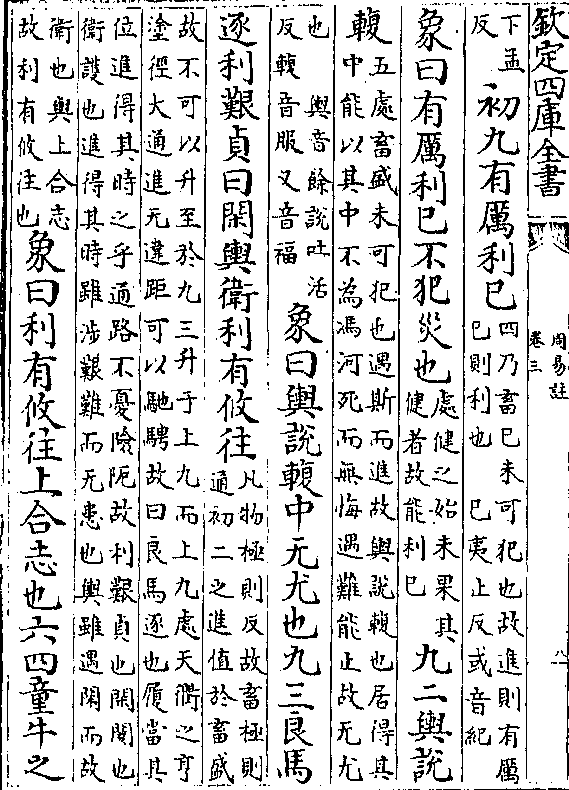 欽定四庫全書 周易註 卷三 八
下孟反 初九有厲利已 四乃畜已未可犯也故進則有厲已則利也 已夷止反或音紀
象曰有厲利已不犯災也 處健之始未果其健者故能利已 九二輿說
輹 五處畜盛未可犯也遇斯而進故輿說輹也居得其中能以其中不為馮河死而無悔遇難能止故无尤
也 輿音餘說吐活反輹音服又音福 象曰輿說輹中无尤也九三良馬
逐利艱貞曰閑輿衛利有攸往 凡物極則反故畜極則通初二之進值於畜盛
故不可以升至於九三升于上九而上九處天衢之亨塗徑大通進无違距可以馳騁故曰良馬逐也履當其
位進得其時之乎通路不憂險阨故利艱貞也閑閡也衛護也進得其時雖涉艱難而无患也輿雖遇閑而故
衛也輿上合志故利有攸往也 象曰利有攸往上合志也六四童牛之